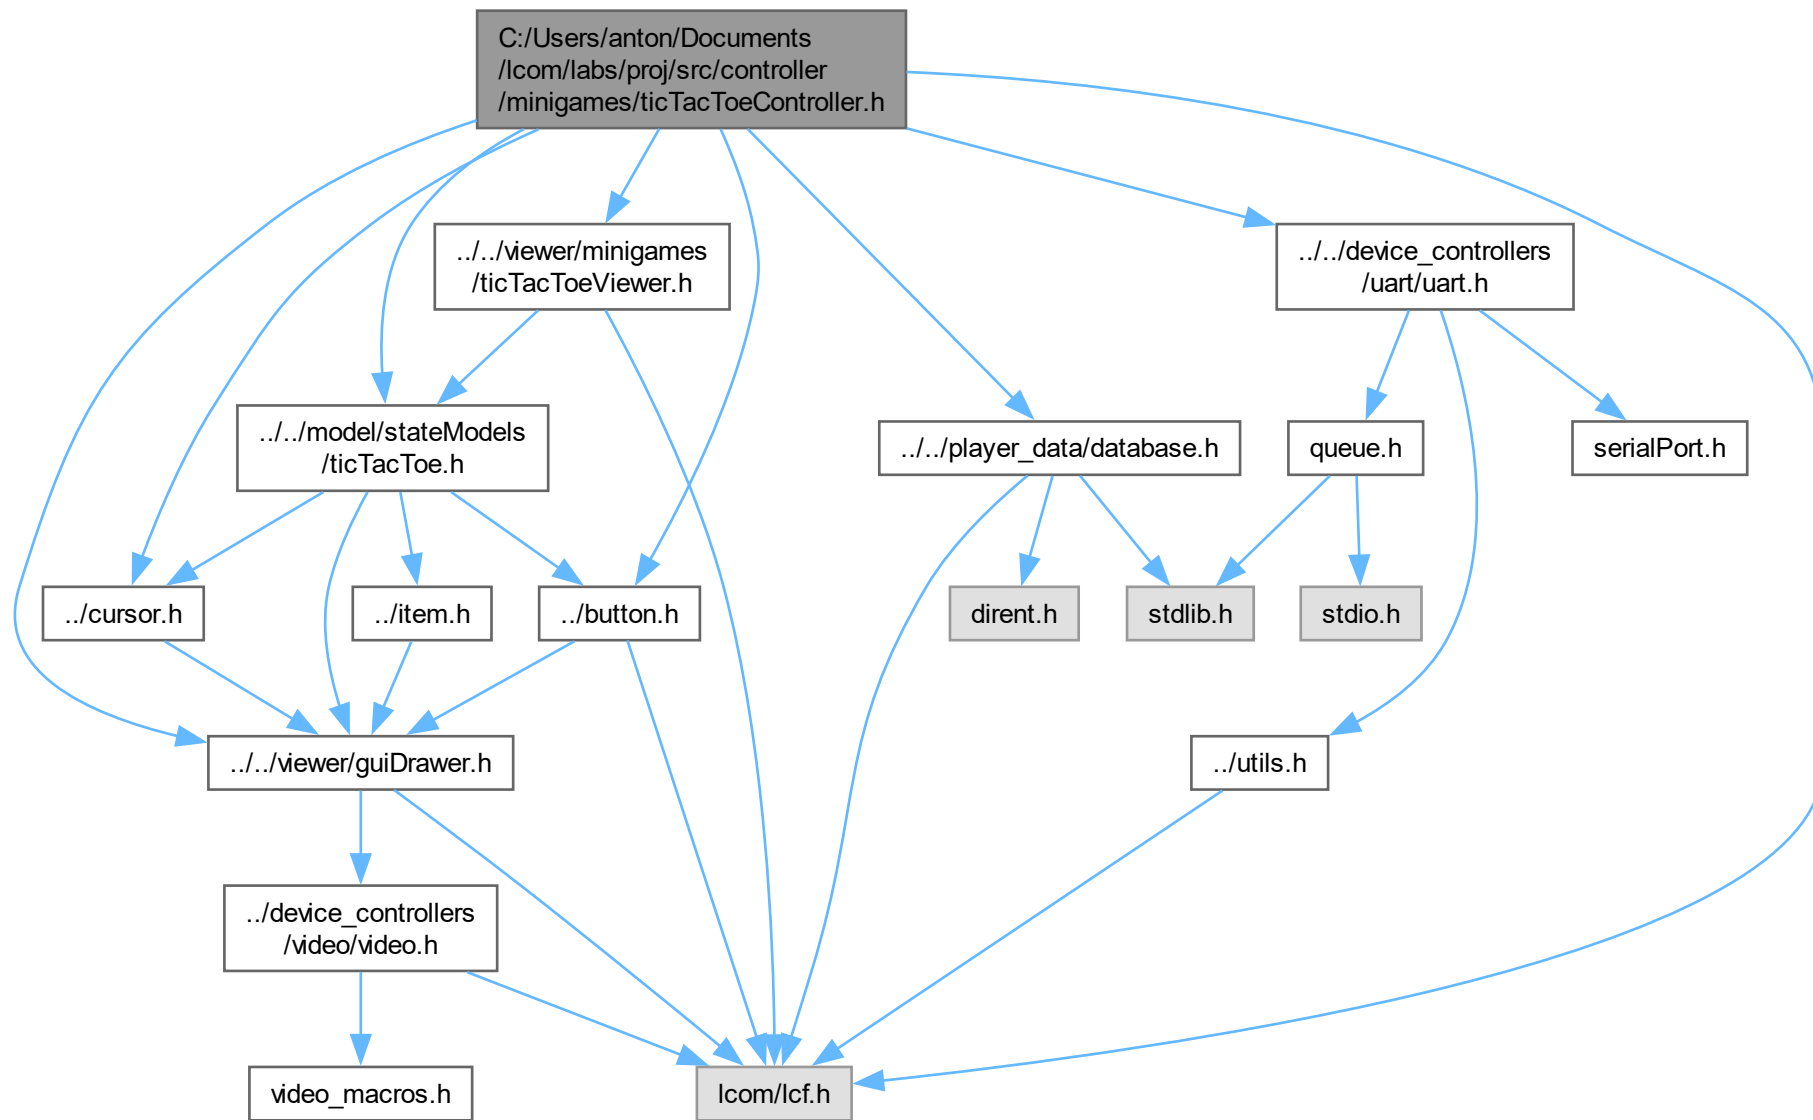 C:/Users/anton/Documents
/lcom/labs/proj/src/controller
/minigames/ticTacToeController.h
../../viewer/minigames
/ticTacToeViewer.h
../../device_controllers
/uart/uart.h
../../model/stateModels
/ticTacToe.h
../../player_data/database.h
queue.h
serialPort.h
../cursor.h
../item.h
../button.h
dirent.h
stdlib.h
stdio.h
../../viewer/guiDrawer.h
../utils.h
../device_controllers
/video/video.h
video_macros.h
lcom/lcf.h